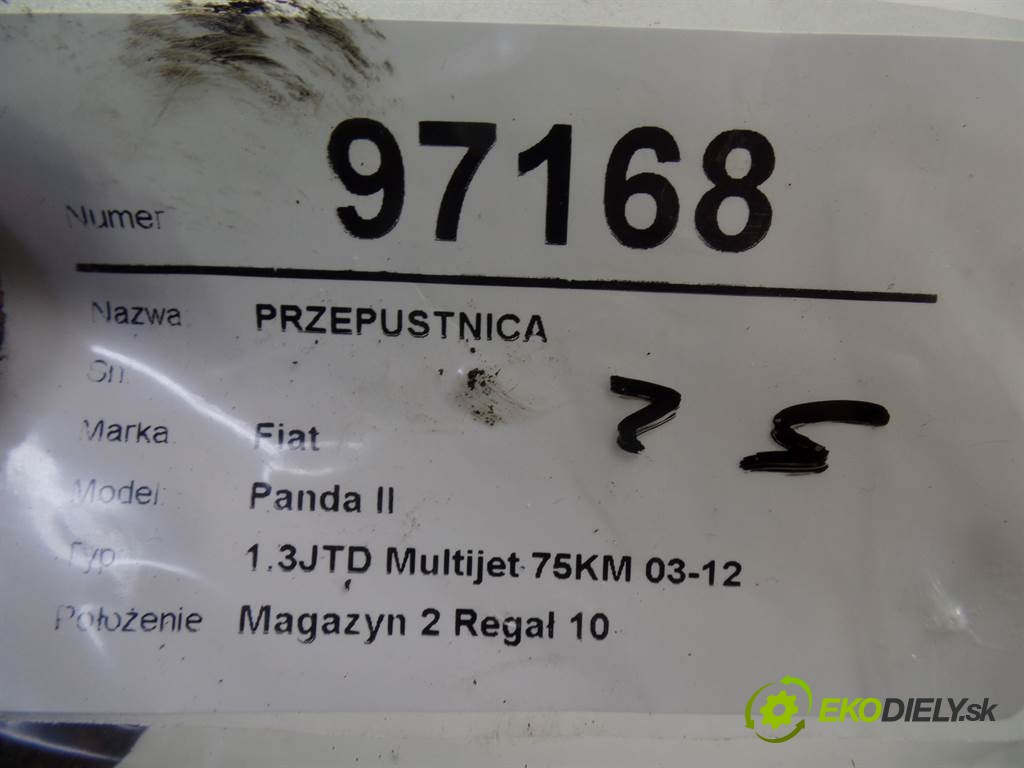 Numer 97168
Nazwa PRZEPUSTNICA
Sn.
Marka Fiat
Model: Panda II
Typ: 1.3JTD Multijet 75KM 03-12
Położenie Magazyn 2 Regał 10
EKODIELY.sk